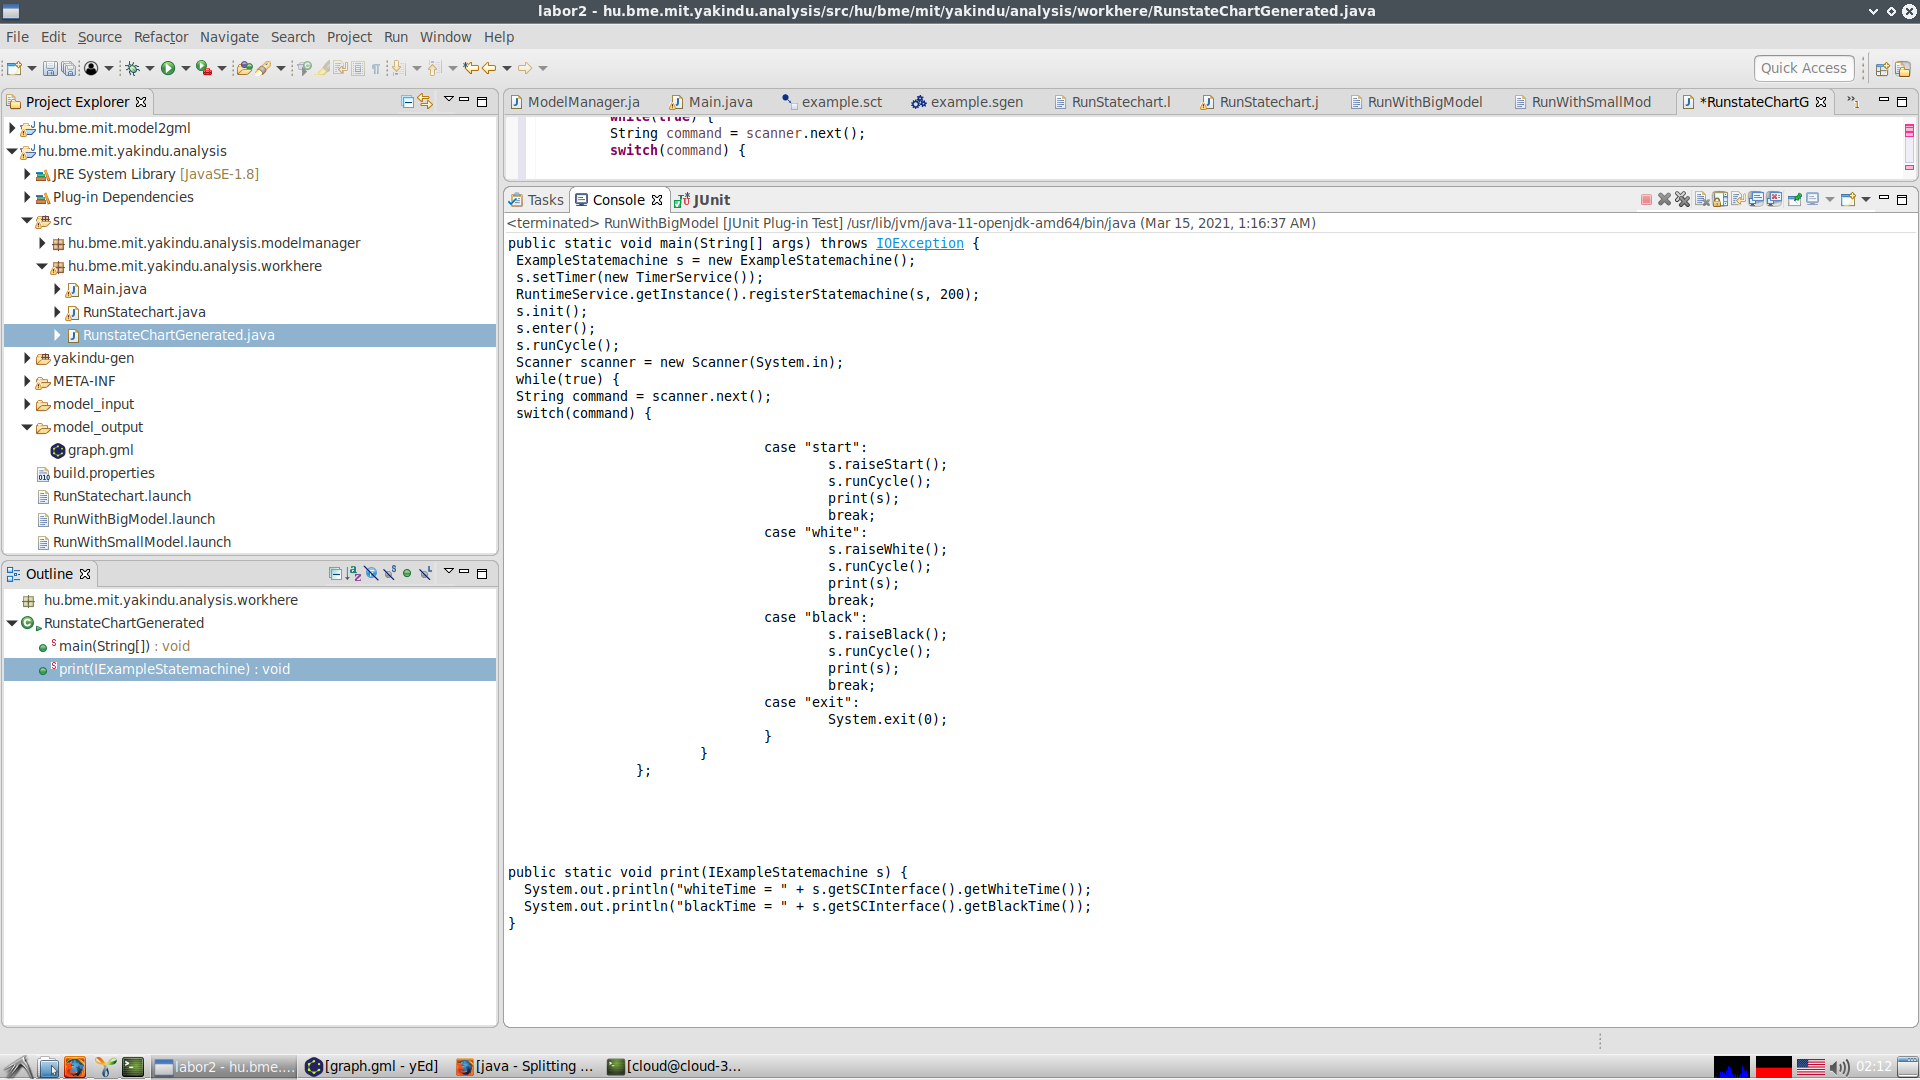 labor2 - hu.bme.mit.yakindu.analysis/src/hu/bme/mit/yakindu/analysis/workhere/RunstateChartGenerated.java
File Edit Source Refactor Navigate Search Project Run Window Help
Quick Access
Project Explorer
hu.bme.mit.model2gml
hu.bme.mit.yakindu.analysis
JRE System Library [JavaSE-1.8]
Plug-in Dependencies
src
hu.bme.mit.yakindu.analysis.modelmanager
hu.bme.mit.yakindu.analysis.workhere
Main.java
RunStatechart.java
RunstateChartGenerated.java
yakindu-gen
META-INF
model_input
model_output
graph.gml
build.properties
RunStatechart.launch
RunWithBigModel.launch
RunWithSmallModel.launch
Outline
hu.bme.mit.yakindu.analysis.workhere
RunstateChartGenerated
main(String[]) : void
print(IExampleStatemachine) : void
ModelManager.ja Main.java example.sct example.sgen RunStatechart.l RunStatechart.j RunWithBigModel RunWithSmallMod *RunstateChartG »1
while(true) {
String command = scanner.next();
switch(command) {
Tasks Console JUnit
<terminated> RunWithBigModel [JUnit Plug-in Test] /usr/lib/jvm/java-11-openjdk-amd64/bin/java (Mar 15, 2021, 1:16:37 AM)
public static void main(String[] args) throws IOException {
ExampleStatemachine s = new ExampleStatemachine();
s.setTimer(new TimerService());
RuntimeService.getInstance().registerStatemachine(s, 200);
s.init();
s.enter();
s.runCycle();
Scanner scanner = new Scanner(System.in);
while(true) {
String command = scanner.next();
switch(command) {
case "start":
s.raiseStart();
s.runCycle();
print(s);
break;
case "white":
s.raiseWhite();
s.runCycle();
print(s);
break;
case "black":
s.raiseBlack();
s.runCycle();
print(s);
break;
case "exit":
System.exit(0);
}
}
};
public static void print(IExampleStatemachine s) {
System.out.println("whiteTime = " + s.getSCInterface().getWhiteTime());
System.out.println("blackTime = " + s.getSCInterface().getBlackTime());
}
labor2 - hu.bme.... [graph.gml - yEd] [java - Splitting ... [cloud@cloud-3... 02:12